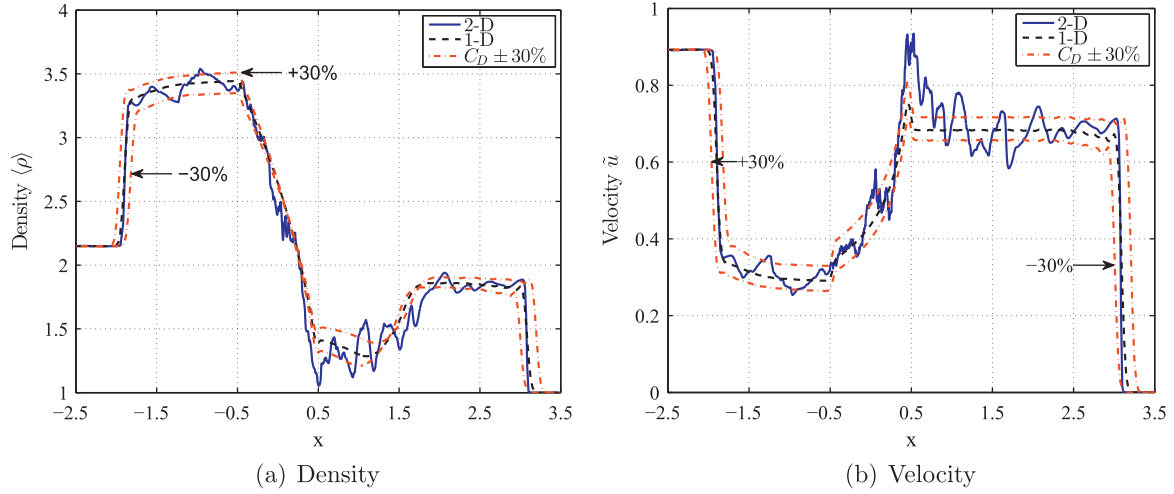 4
3.5
3
2.5
2
1.5
1
Density ⟨ρ⟩
2-D
1-D
C_D ± 30%
+30%
−30%
−2.5 −1.5 −0.5 0.5 1.5 2.5 3.5
x
(a) Density
1
0.8
0.6
0.4
0.2
0
Velocity ũ
2-D
1-D
C_D ± 30%
+30%
−30%
−2.5 −1.5 −0.5 0.5 1.5 2.5 3.5
x
(b) Velocity